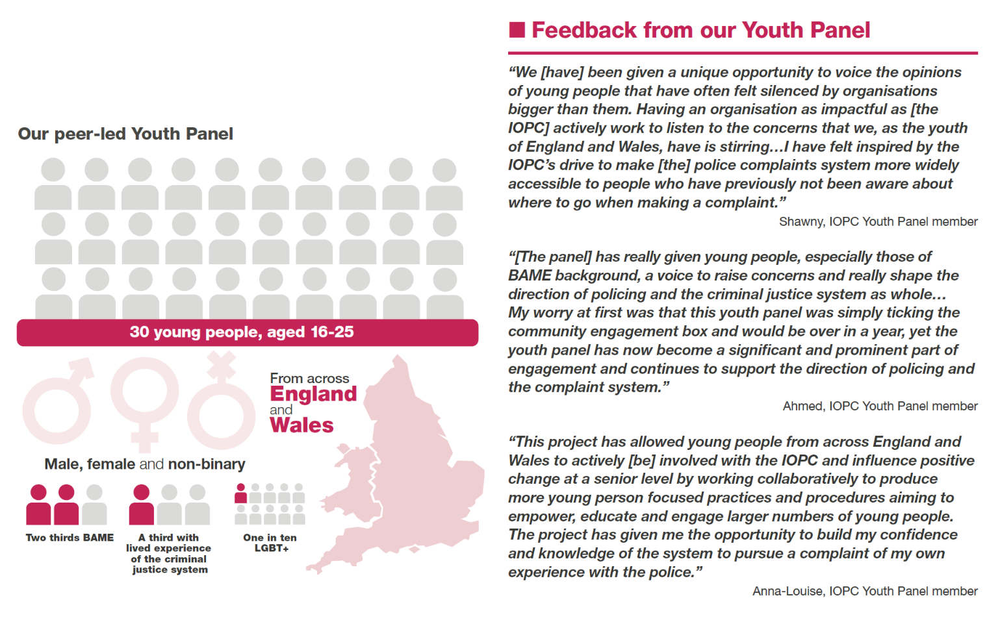 Our peer-led Youth Panel
30 young people, aged 16-25
From across
England
and
Wales
Male, female and non-binary
Two thirds BAME
A third with
lived experience
of the criminal
justice system
One in ten
LGBT+
Feedback from our Youth Panel
“We [have] been given a unique opportunity to voice the opinions
of young people that have often felt silenced by organisations
bigger than them. Having an organisation as impactful as [the
IOPC] actively work to listen to the concerns that we, as the youth
of England and Wales, have is stirring…I have felt inspired by the
IOPC’s drive to make [the] police complaints system more widely
accessible to people who have previously not been aware about
where to go when making a complaint.”
Shawny, IOPC Youth Panel member
“[The panel] has really given young people, especially those of
BAME background, a voice to raise concerns and really shape the
direction of policing and the criminal justice system as whole…
My worry at first was that this youth panel was simply ticking the
community engagement box and would be over in a year, yet the
youth panel has now become a significant and prominent part of
engagement and continues to support the direction of policing and
the complaint system.”
Ahmed, IOPC Youth Panel member
“This project has allowed young people from across England and
Wales to actively [be] involved with the IOPC and influence positive
change at a senior level by working collaboratively to produce
more young person focused practices and procedures aiming to
empower, educate and engage larger numbers of young people.
The project has given me the opportunity to build my confidence
and knowledge of the system to pursue a complaint of my own
experience with the police.”
Anna-Louise, IOPC Youth Panel member